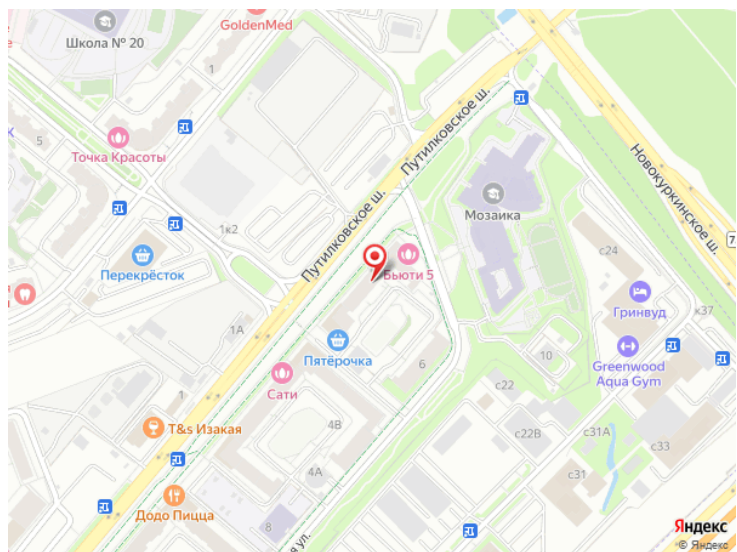 GoldenMed
Школа № 20
Путилковское ш.
5
Точка Красоты
Мозаика
Новокуркинское ш.
1к2
Путилковское ш.
Перекрёсток
Бьюти 5
с24
Гринвуд
к37
1А
Пятёрочка
6
10
Greenwood
Aqua Gym
Сати
с22
1
T&s Изакая
4В
с22В
с31А
с33
4А
с31
Додо Пицца
8
я ул.
Яндекс
© Яндекс